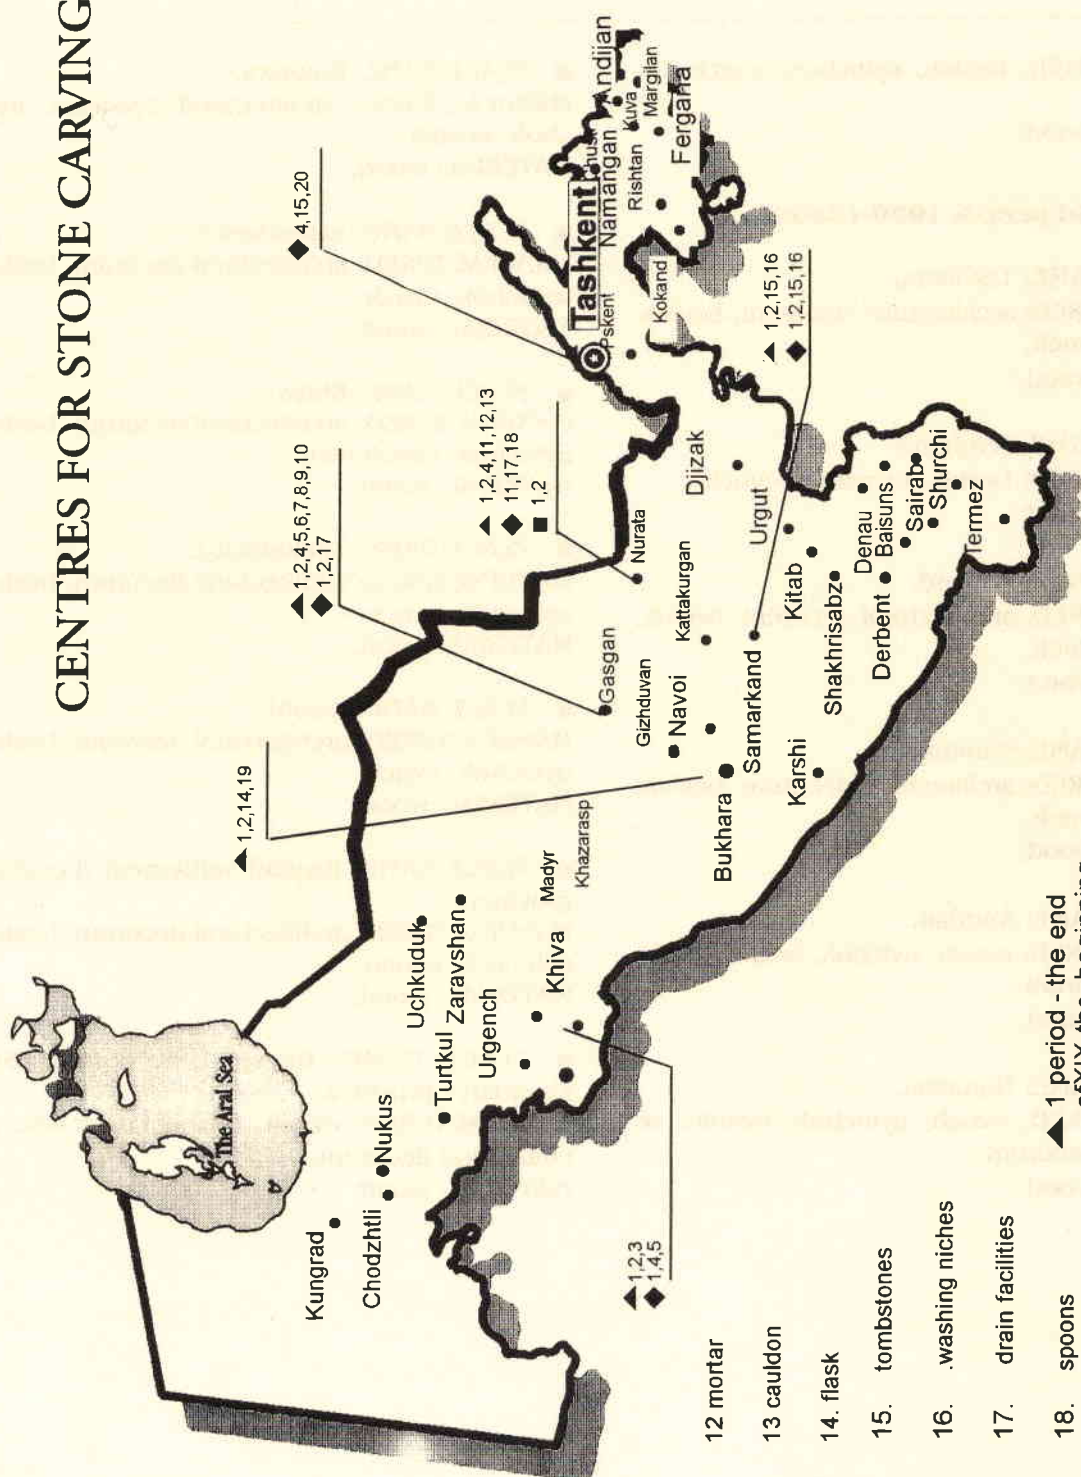 CENTRES FOR STONE CARVING
4,15,20
1,2,4,5,6,7,8,9,10
1,2,17
1,2,4,11,12,13
11,17,18
1,2
1,2,14,19
1,2,15,16
1,2,15,16
1,2,3
1,4,5
The Aral Sea
Kungrad
Chodzhtli
Nukus
Turtkul
Uchkuduk
Zaravshan
Urgench
Khiva
Madyr
Khazarasp
Gasgan
Nurata
Gizhduvan
Navoi
Kattakurgan
Bukhara
Samarkand
Djizak
Urgut
Karshi
Kitab
Shakhrisabz
Derbent
Denau
Baisuns
Sairab
Shurchi
Termez
Tashkent
Pskent
Namangan
Andijan
Kuva
Margilan
Rishtan
Fergana
Kokand
12 mortar
13 cauldon
14. flask
15. tombstones
16. .washing niches
17. drain facilities
18. spoons
1 period - the end
ofXIX-the beginning